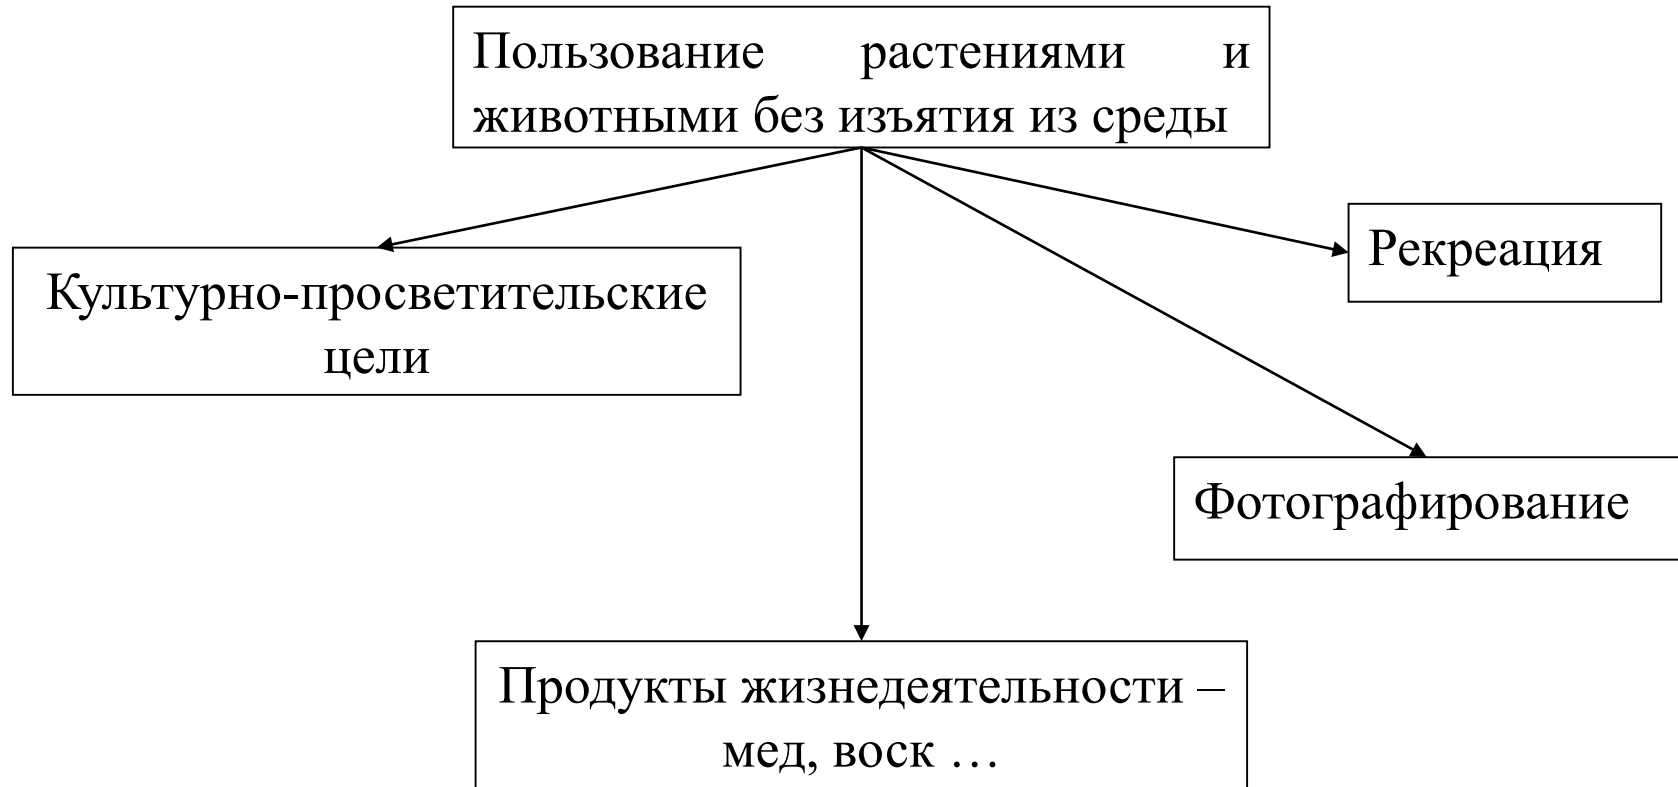 Пользование растениями и
животными без изъятия из среды
Рекреация
Культурно-просветительские
цели
Фотографирование
Продукты жизнедеятельности –
мед, воск …